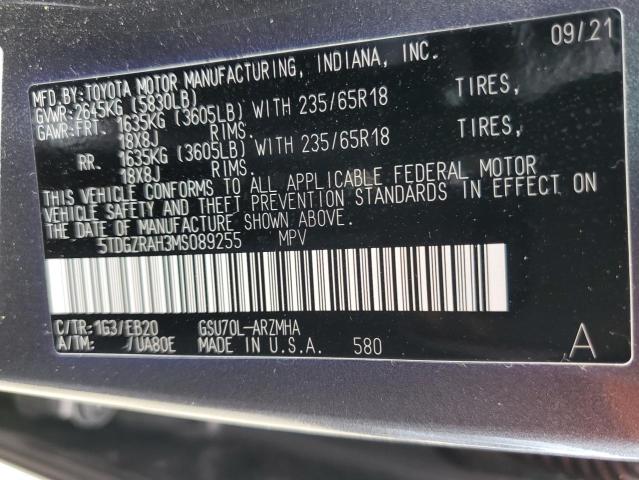 09/21
MFD.BY:TOYOTA MOTOR MANUFACTURING, INDIANA, INC.
GVWR:2645KG (5830LB)
GAWR:FRT. 1635KG (3605LB) WITH 235/65R18 TIRES,
18X8J RIMS.
RR. 1635KG (3605LB) WITH 235/65R18 TIRES,
18X8J RIMS.
THIS VEHICLE CONFORMS TO ALL APPLICABLE FEDERAL MOTOR
VEHICLE SAFETY AND THEFT PREVENTION STANDARDS IN EFFECT ON
THE DATE OF MANUFACTURE SHOWN ABOVE.
5TDGZRAH3MS089255 MPV
C/TR: 1G3/EB20 GSU70L-ARZMHA
A/TM: /UA80E MADE IN U.S.A. 580 A